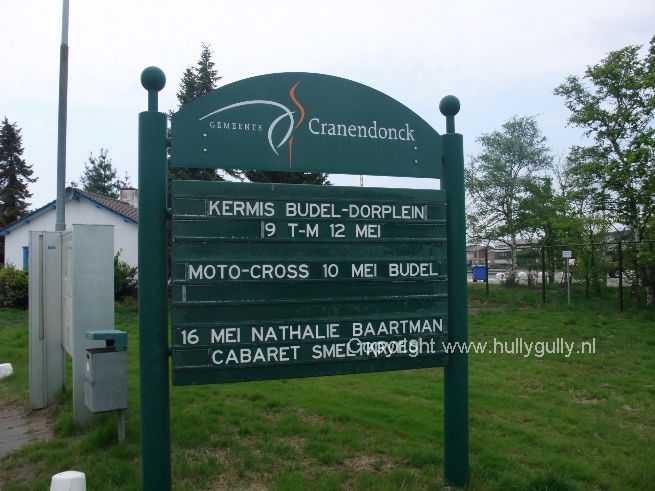 GEMEENTE Cranendonck
KERMIS BUDEL-DORPLEIN
9 T-M 12 MEI
MOTO-CROSS 10 MEI BUDEL
16 MEI NATHALIE BAARTMAN
CABARET SMELTKROES
Copyright www.hullygully.nl